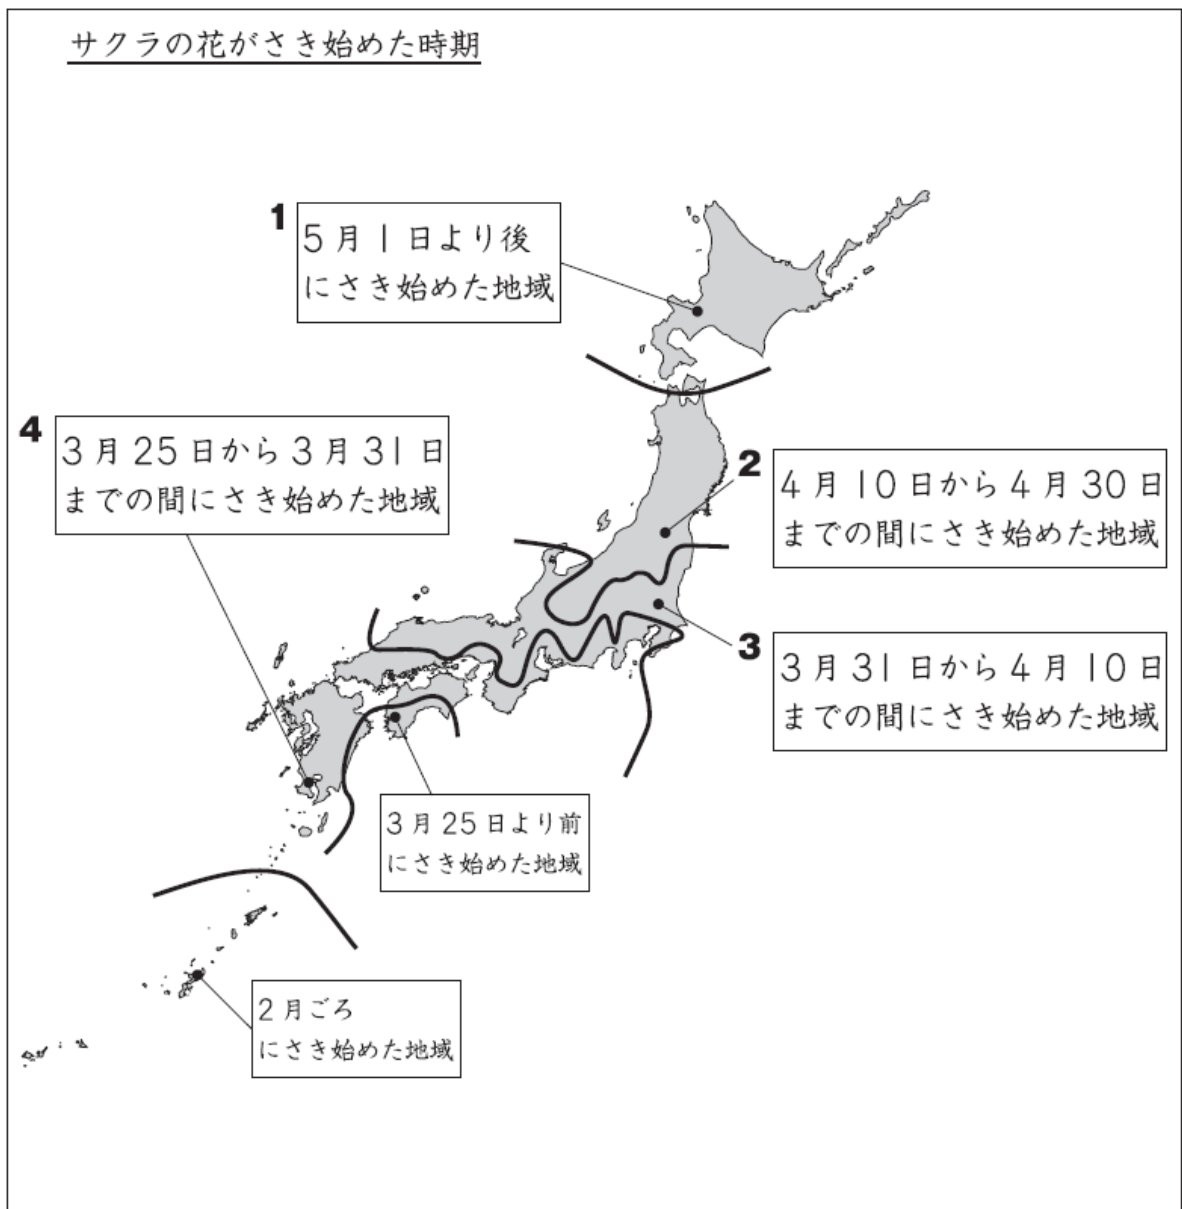 サクラの花がさき始めた時期
1
5月1日より後
にさき始めた地域
4
3月25日から3月31日
までの間にさき始めた地域
2
4月10日から4月30日
までの間にさき始めた地域
3
3月31日から4月10日
までの間にさき始めた地域
3月25日より前
にさき始めた地域
2月ごろ
にさき始めた地域